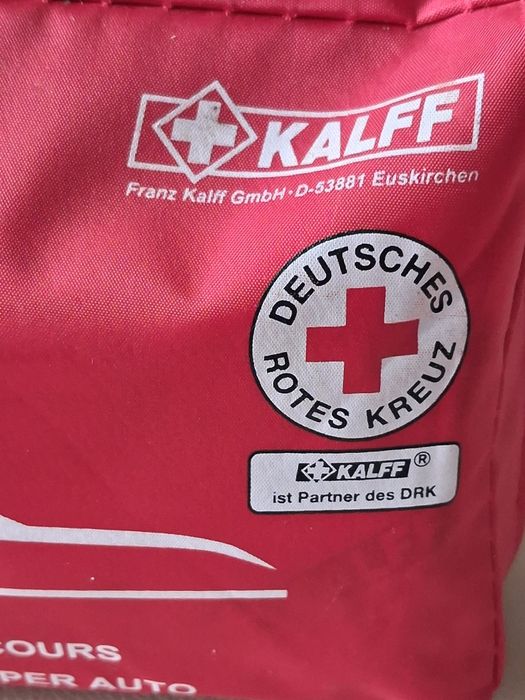 KALFF
Franz Kalff GmbH · D-53881 Euskirchen
DEUTSCHES
ROTES KREUZ
KALFF ®
ist Partner des DRK
COURS
PER AUTO